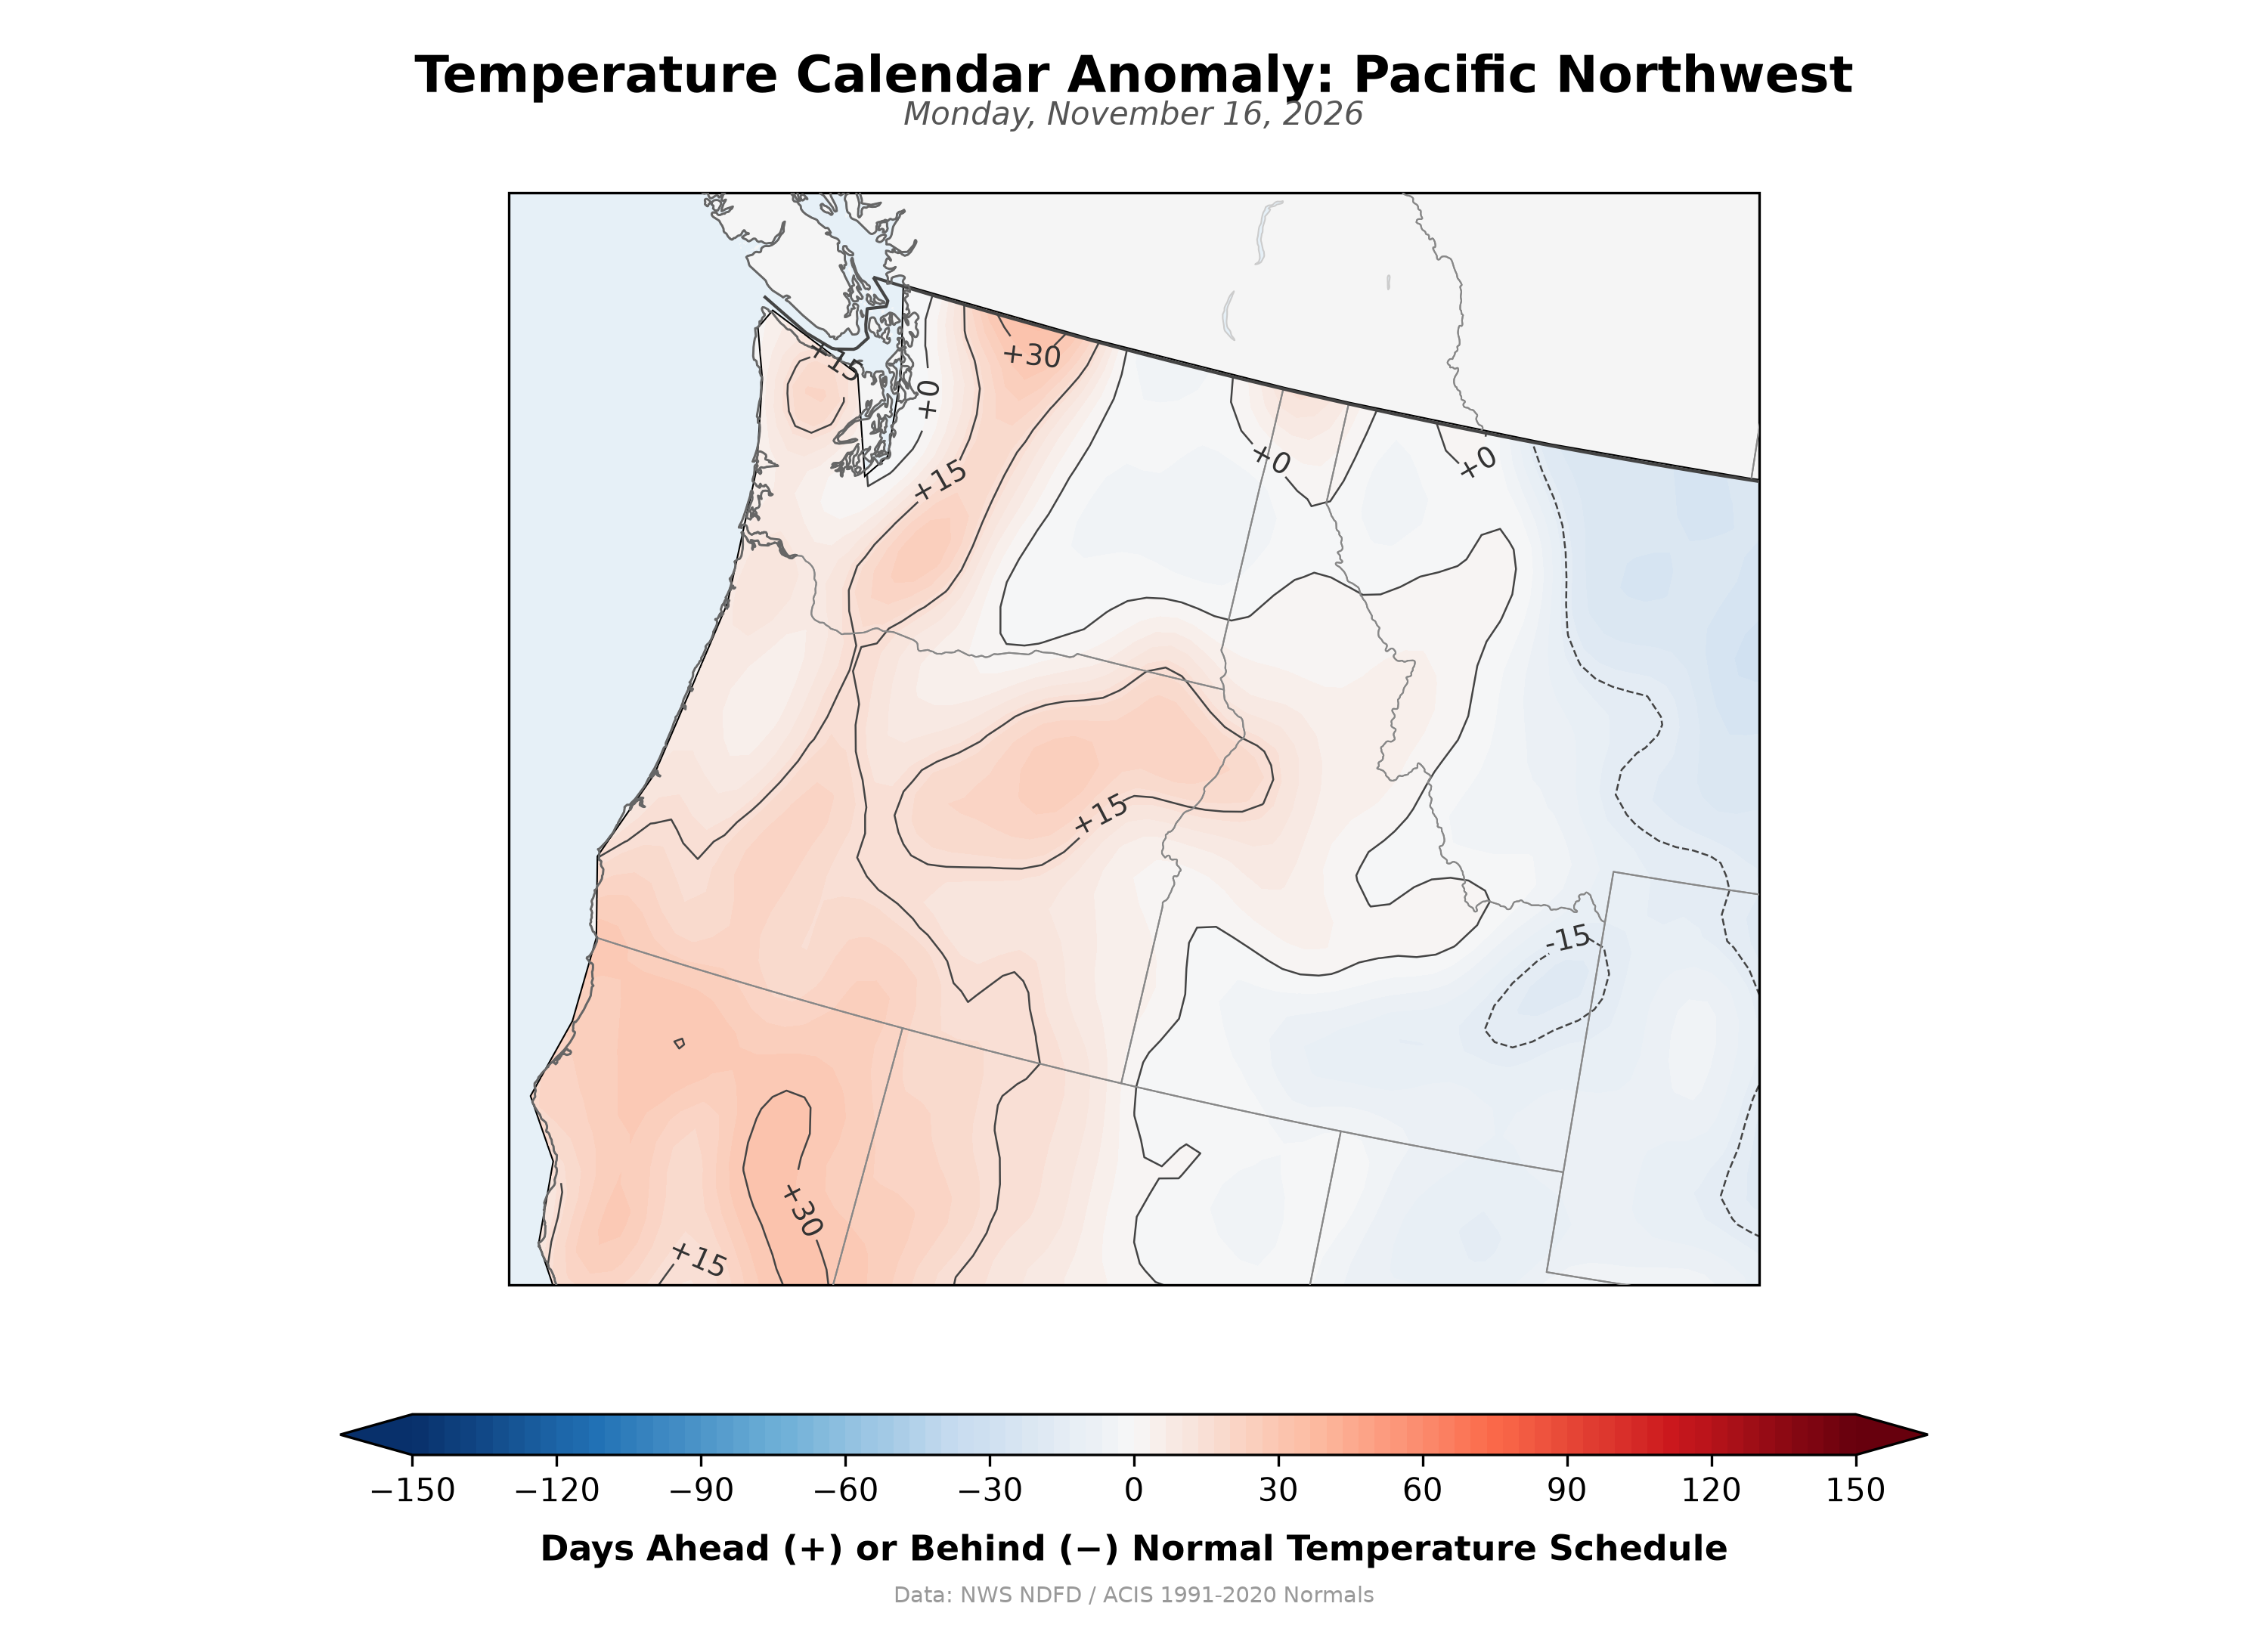 Temperature Calendar Anomaly: Pacific Northwest
Monday, November 16, 2026
+30
+15
+0
+15
+0
+0
+15
-15
+30
+15
−150 −120 −90 −60 −30 0 30 60 90 120 150
Days Ahead (+) or Behind (−) Normal Temperature Schedule
Data: NWS NDFD / ACIS 1991-2020 Normals